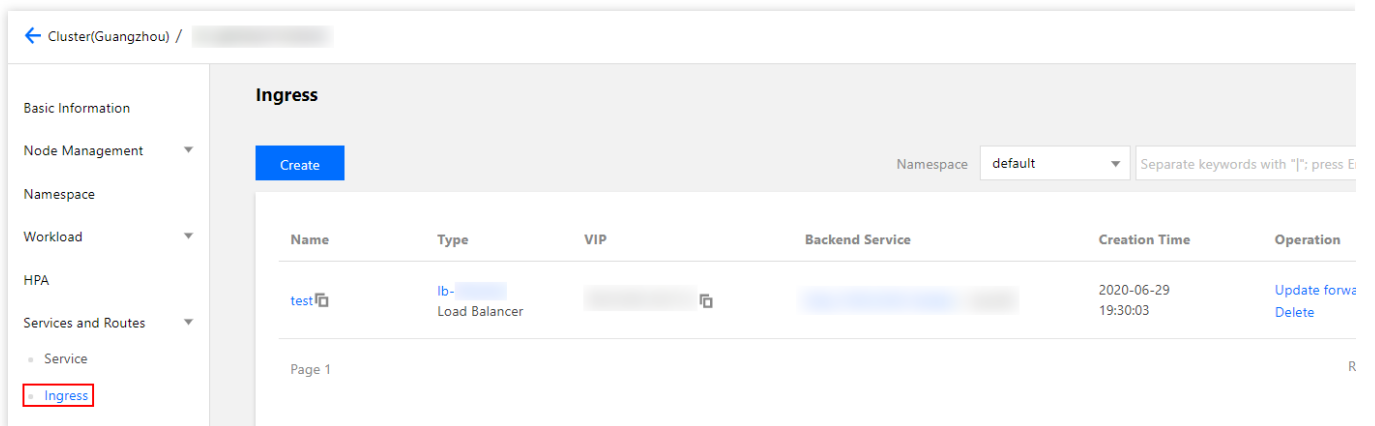 Cluster(Guangzhou) /
Basic Information
Node Management
Namespace
Workload
HPA
Services and Routes
Service
Ingress
Ingress
Create
Namespace default Separate keywords with "|"; press
Name Type VIP Backend Service Creation Time Operation
test lb- 2020-06-29 Update
Load Balancer 19:30:03 Delete
Page 1